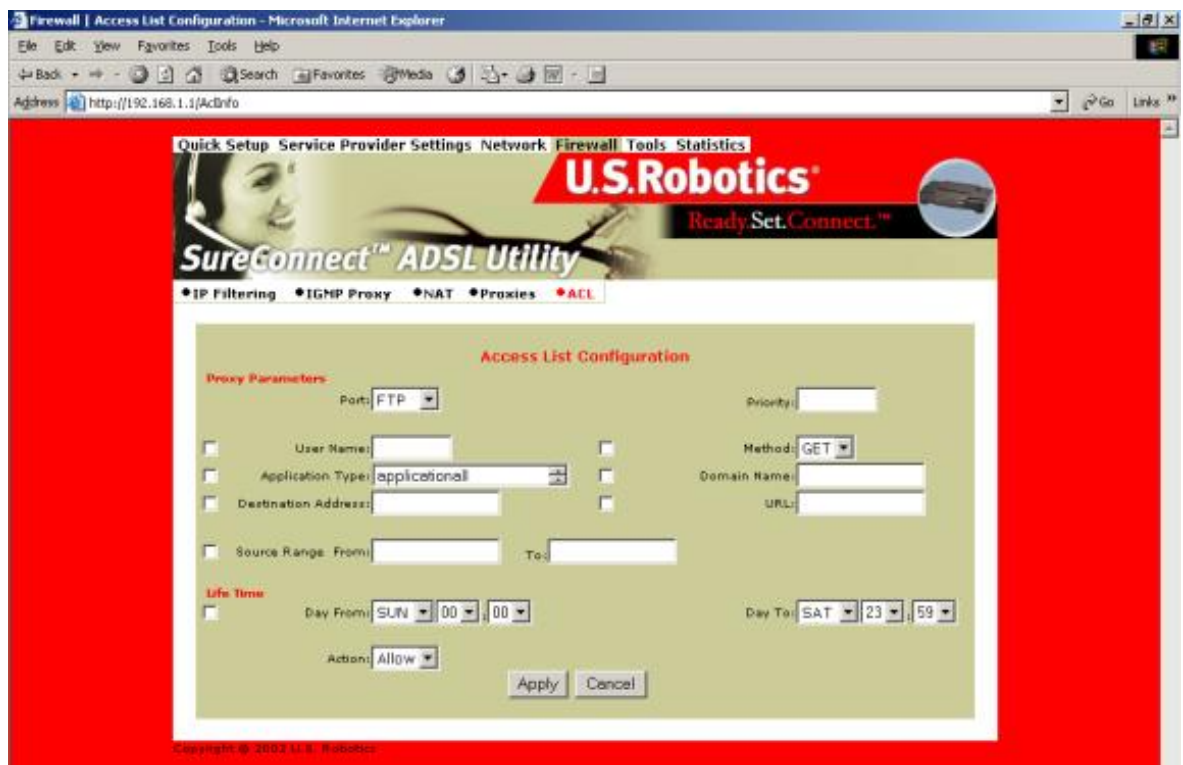 Firewall | Access List Configuration - Microsoft Internet Explorer
File Edit View Favorites Tools Help
Back Search Favorites Media
Address http://192.168.1.1/AclInfo Go Links
Quick Setup Service Provider Settings Network Firewall Tools Statistics
U.S.Robotics
Ready.Set.Connect.™
SureConnect™ ADSL Utility
IP Filtering IGMP Proxy NAT Proxies ACL
Access List Configuration
Proxy Parameters
Port: FTP Priority:
User Name: Method: GET
Application Type: applicationall Domain Name:
Destination Address: URL:
Source Range From: To:
Life Time
Day From: SUN 00 : 00 Day To: SAT 23 : 59
Action: Allow
Apply Cancel
Copyright © 2002 U.S. Robotics